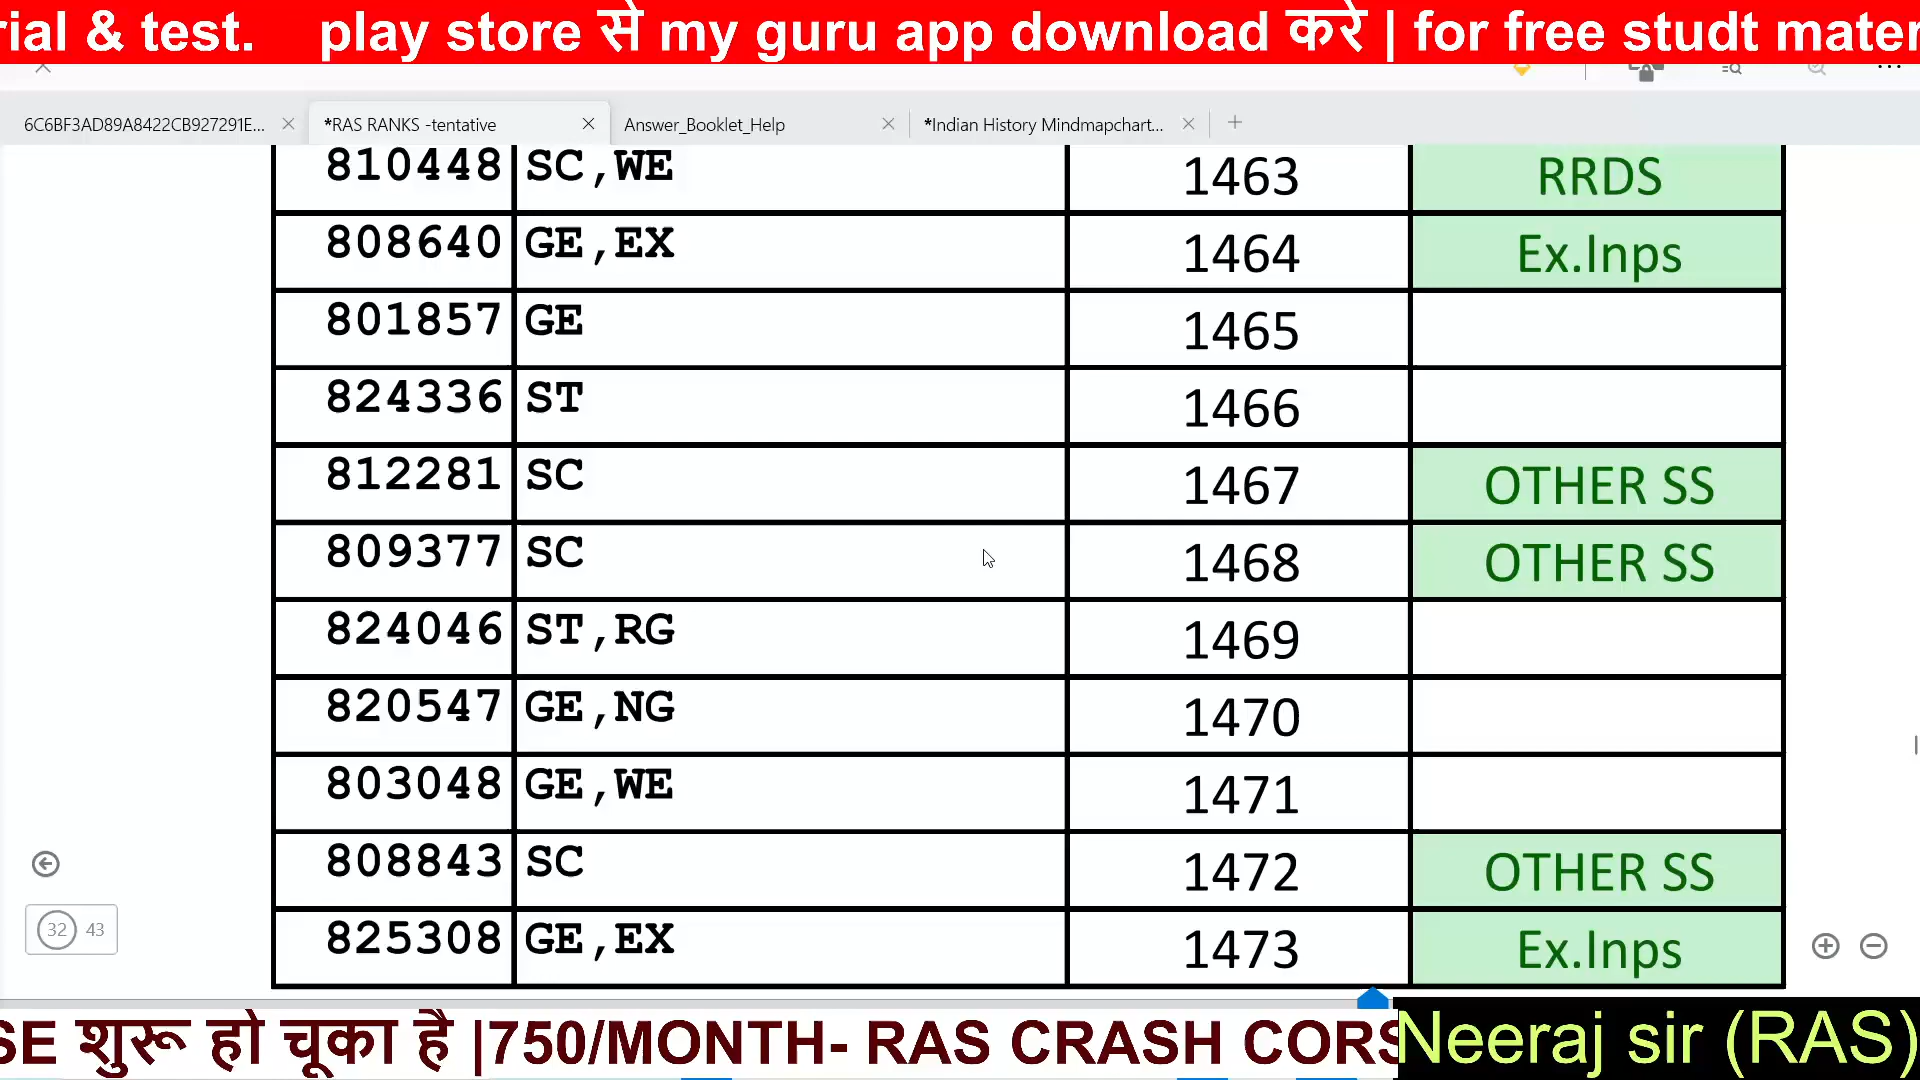 rial & test. play store से my guru app download करे | for free studt mater
6C6BF3AD89A8422CB927291E... *RAS RANKS -tentative Answer_Booklet_Help *Indian History Mindmapchart...
810448 SC,WE 1463 RRDS
808640 GE,EX 1464 Ex.Inps
801857 GE 1465
824336 ST 1466
812281 SC 1467 OTHER SS
809377 SC 1468 OTHER SS
824046 ST,RG 1469
820547 GE,NG 1470
803048 GE,WE 1471
808843 SC 1472 OTHER SS
825308 GE,EX 1473 Ex.Inps
32 43
SE शुरू हो चूका है |750/MONTH- RAS CRASH CORS
Neeraj sir (RAS)